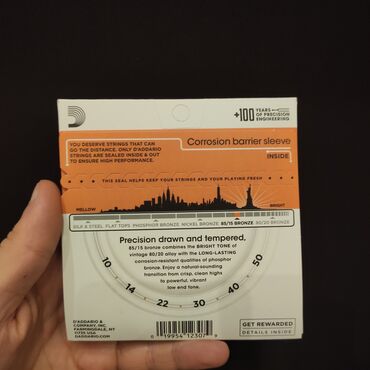 +100 YEARS
OF PRECISION
ENGINEERING
YOU DESERVE STRINGS THAT CAN
GO THE DISTANCE. ONLY D'ADDARIO
STRINGS ARE SEALED INSIDE & OUT
TO ENSURE HIGH PERFORMANCE.
Corrosion barrier sleeve
INSIDE
THIS SEAL HELPS KEEP YOUR STRINGS AND YOUR PLAYING FRESH
MELLOW
BRIGHT
SILK & STEEL FLAT TOPS PHOSPHOR BRONZE NICKEL BRONZE 85/15 BRONZE 80/20 BRONZE
Precision drawn and tempered,
85/15 bronze combines the BRIGHT TONE of
vintage 80/20 alloy with the LONG-LASTING
corrosion-resistant qualities of phosphor
bronze. Enjoy a natural-sounding
transition from crisp, clean highs
to powerful, vibrant
low end tone.
10 14 22 30 40 50
D'ADDARIO &
COMPANY, INC.
FARMINGDALE, NY
11735 USA
DADDARIO.COM
0 19954 12307 9
GET REWARDED
DETAILS INSIDE